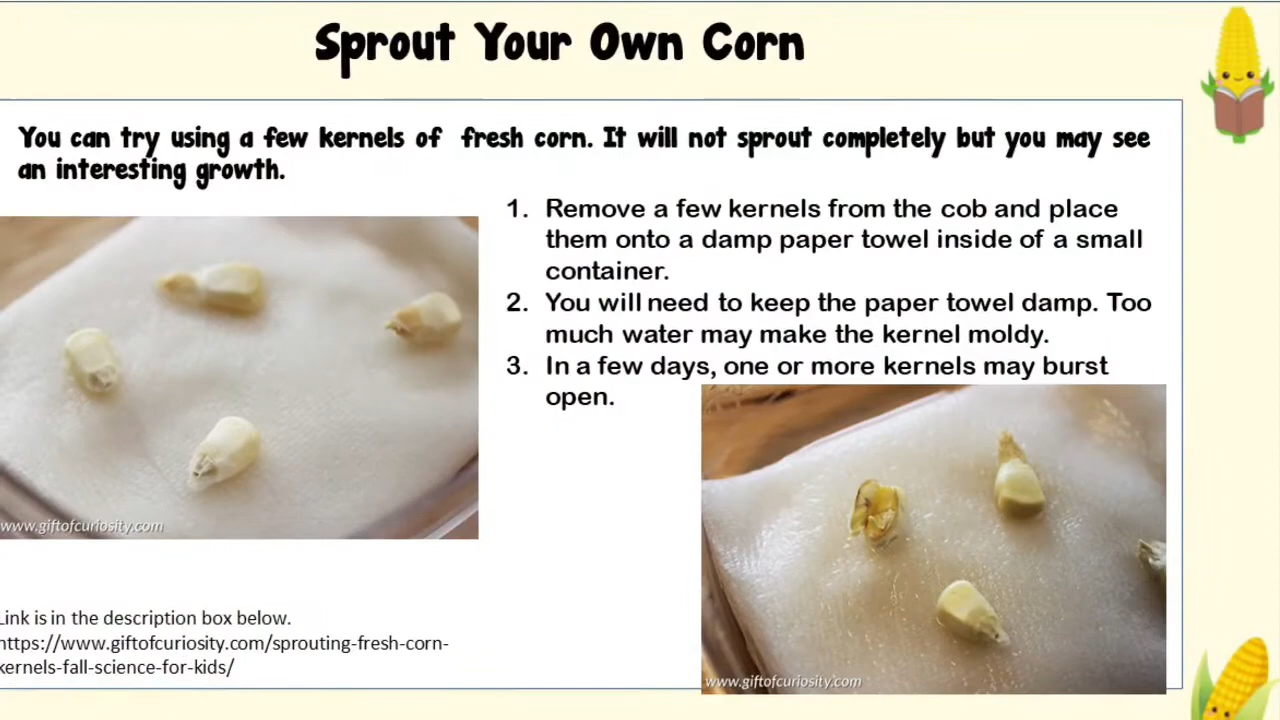 Sprout Your Own Corn
You can try using a few kernels of fresh corn. It will not sprout completely but you may see
an interesting growth.
1. Remove a few kernels from the cob and place
them onto a damp paper towel inside of a small
container.
2. You will need to keep the paper towel damp. Too
much water may make the kernel moldy.
3. In a few days, one or more kernels may burst
open.
www.giftofcuriosity.com
Link is in the description box below.
https://www.giftofcuriosity.com/sprouting-fresh-corn-
kernels-fall-science-for-kids/
www.giftofcuriosity.com